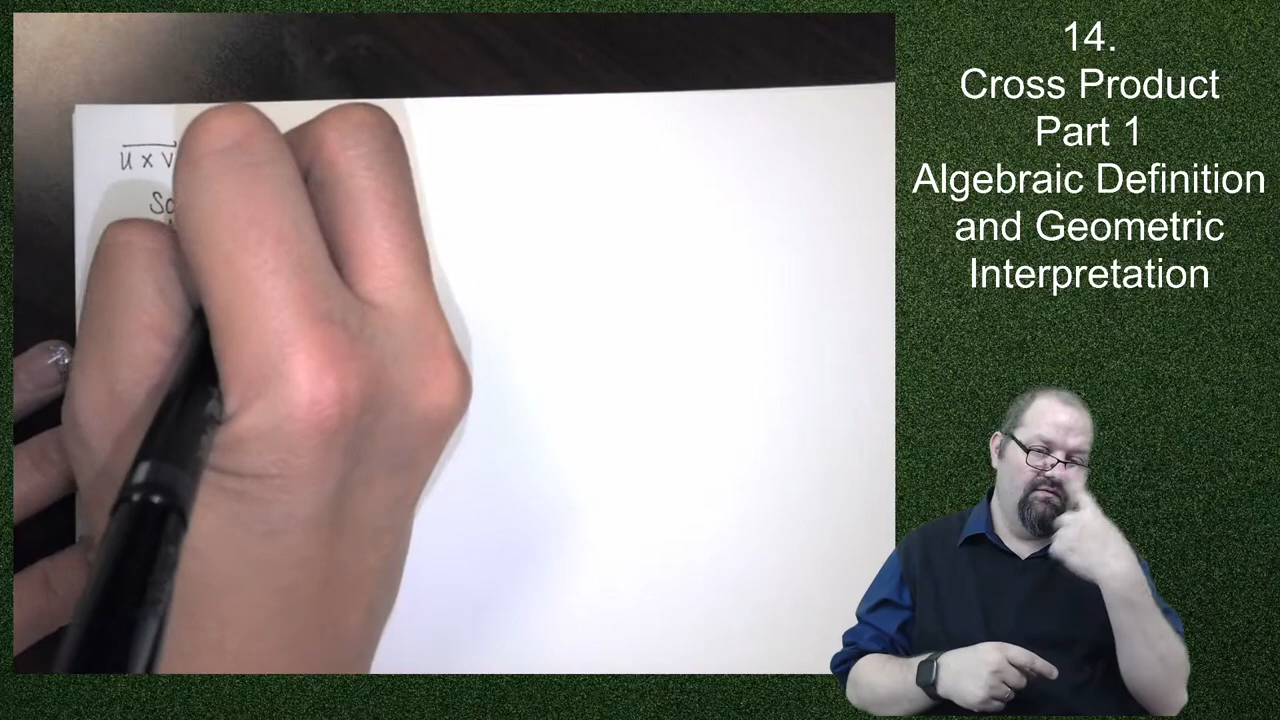 14.
Cross Product
Part 1
Algebraic Definition
and Geometric
Interpretation
u x v